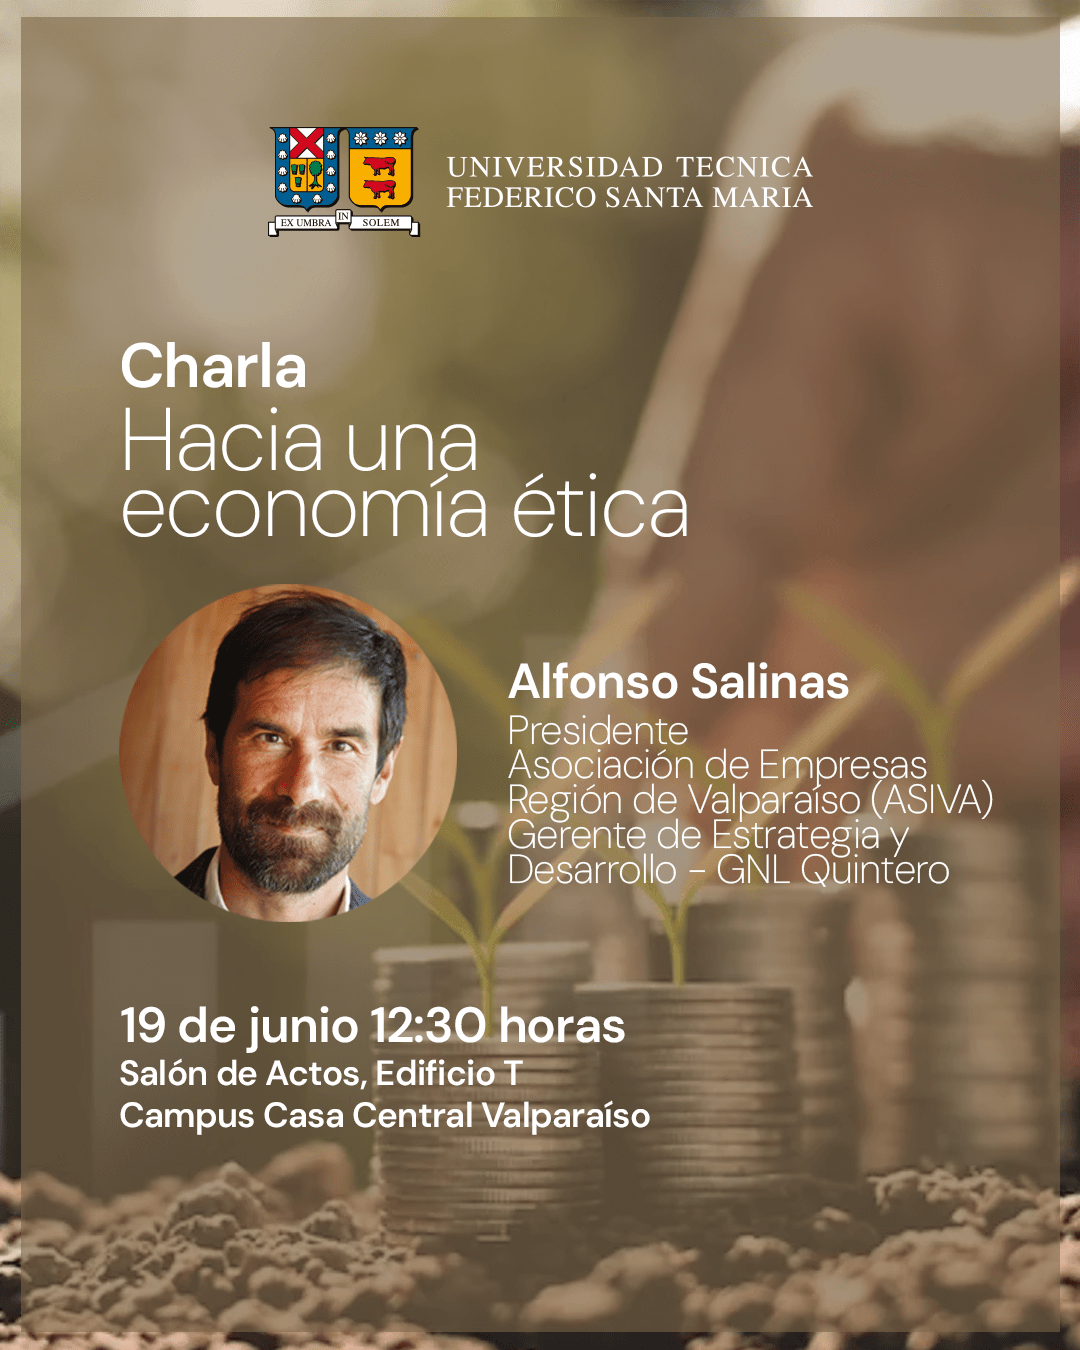 EX UMBRA IN SOLEM
UNIVERSIDAD TECNICA
FEDERICO SANTA MARIA
Charla
Hacia una
economía ética
Alfonso Salinas
Presidente
Asociación de Empresas
Región de Valparaíso (ASIVA)
Gerente de Estrategia y
Desarrollo - GNL Quintero
19 de junio 12:30 horas
Salón de Actos, Edificio T
Campus Casa Central Valparaíso